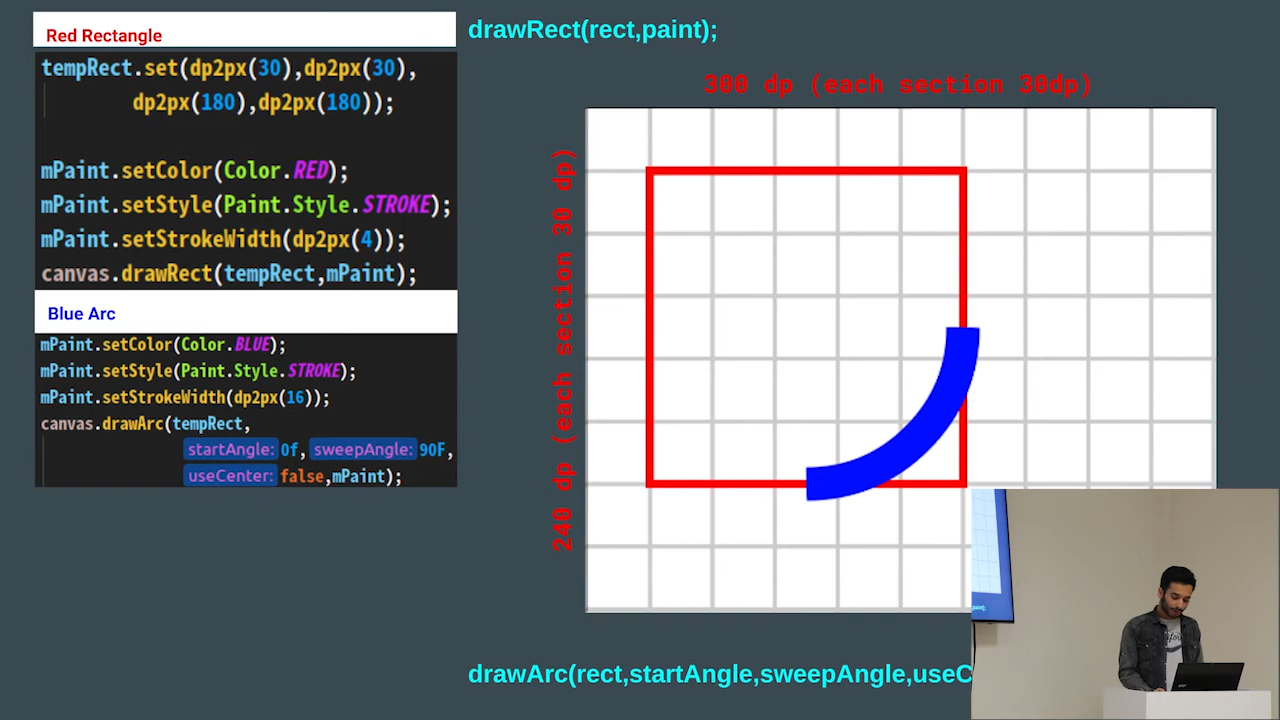 Red Rectangle
tempRect.set(dp2px(30),dp2px(30),
dp2px(180),dp2px(180));
mPaint.setColor(Color.RED);
mPaint.setStyle(Paint.Style.STROKE);
mPaint.setStrokeWidth(dp2px(4));
canvas.drawRect(tempRect,mPaint);
Blue Arc
mPaint.setColor(Color.BLUE);
mPaint.setStyle(Paint.Style.STROKE);
mPaint.setStrokeWidth(dp2px(16));
canvas.drawArc(tempRect,
startAngle: 0f, sweepAngle: 90F,
useCenter: false,mPaint);
drawRect(rect,paint);
300 dp (each section 30dp)
240 dp (each section 30 dp)
drawArc(rect,startAngle,sweepAngle,useC